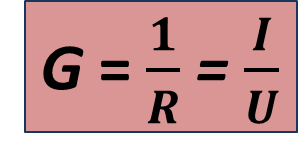 G = 1/R = I/U